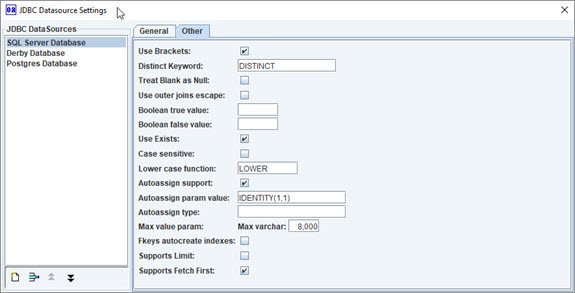 JDBC Datasource Settings
JDBC DataSources
SQL Server Database
Derby Database
Postgres Database
General
Other
Use Brackets:
Distinct Keyword: DISTINCT
Treat Blank as Null:
Use outer joins escape:
Boolean true value:
Boolean false value:
Use Exists:
Case sensitive:
Lower case function: LOWER
Autoassign support:
Autoassign param value: IDENTITY(1,1)
Autoassign type:
Max value param: Max varchar: 8,000
Fkeys autocreate indexes:
Supports Limit:
Supports Fetch First: